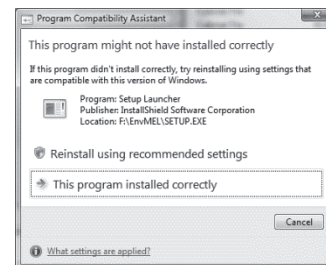 Program Compatibility Assistant
This program might not have installed correctly
If this program didn't install correctly, try reinstalling using settings that
are compatible with this version of Windows.
Program: Setup Launcher
Publisher: InstallShield Software Corporation
Location: F:\EnvMEL\SETUP.EXE
Reinstall using recommended settings
This program installed correctly
Cancel
What settings are applied?